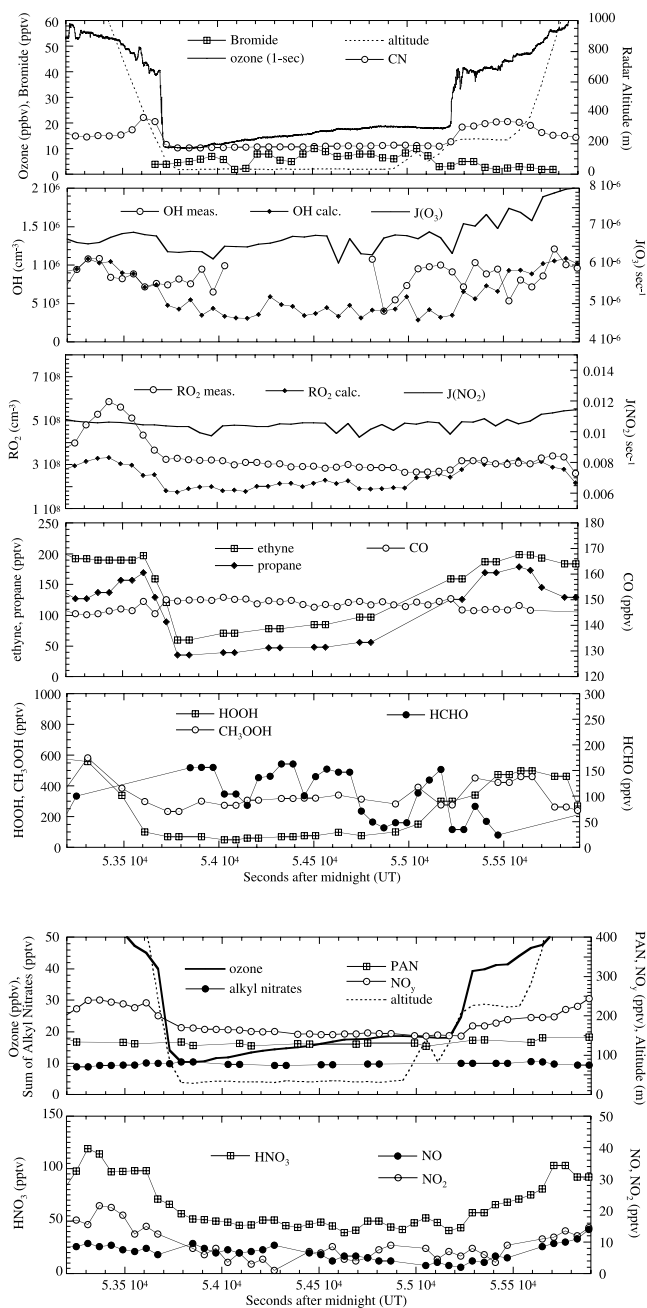 60
50
40
30
20
10
0
Ozone (ppbv), Bromide (pptv)
Bromide
altitude
ozone (1-sec)
CN
1000
800
600
400
200
0
Radar Altitude (m)
2 10⁶
1.5 10⁶
1 10⁶
5 10⁵
0
OH (cm⁻³)
OH meas.
OH calc.
J(O₃)
8 10⁻⁶
7 10⁻⁶
6 10⁻⁶
5 10⁻⁶
4 10⁻⁶
J(O₃) sec⁻¹
7 10⁸
5 10⁸
3 10⁸
1 10⁸
RO₂ (cm⁻³)
RO₂ meas.
RO₂ calc.
J(NO₂)
0.014
0.012
0.01
0.008
0.006
J(NO₂) sec⁻¹
250
200
150
100
50
0
ethyne, propane (pptv)
ethyne
CO
propane
180
170
160
150
140
130
120
CO (ppbv)
1000
800
600
400
200
0
HOOH, CH₃OOH (pptv)
HOOH
HCHO
CH₃OOH
300
250
200
150
100
50
0
HCHO (pptv)
5.35 10⁴
5.4 10⁴
5.45 10⁴
5.5 10⁴
5.55 10⁴
Seconds after midnight (UT)
50
40
30
20
10
0
Ozone (ppbv),
Sum of Alkyl Nitrates (pptv)
ozone
PAN
alkyl nitrates
NOy
altitude
400
300
200
100
0
PAN, NOy (pptv), Altitude (m)
150
100
50
0
HNO₃ (pptv)
HNO₃
NO
NO₂
50
40
30
20
10
0
NO, NO₂ (pptv)
5.35 10⁴
5.4 10⁴
5.45 10⁴
5.5 10⁴
5.55 10⁴
Seconds after midnight (UT)